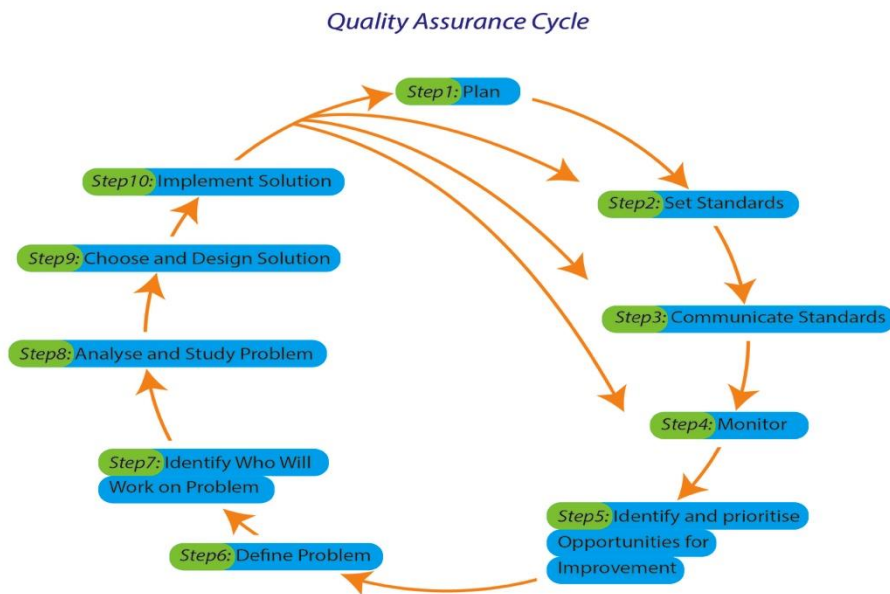 Quality Assurance Cycle
Step1: Plan
Step2: Set Standards
Step3: Communicate Standards
Step4: Monitor
Step5: Identify and prioritise
Opportunities for
Improvement
Step6: Define Problem
Step7: Identify Who Will
Work on Problem
Step8: Analyse and Study Problem
Step9: Choose and Design Solution
Step10: Implement Solution